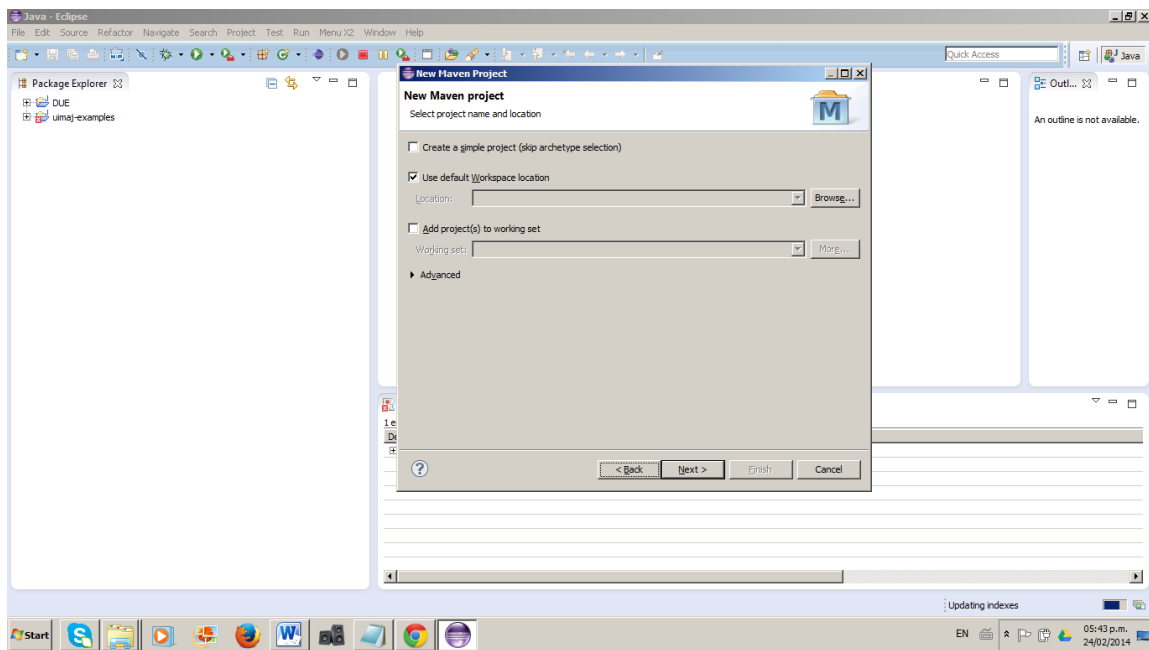 Java - Eclipse
File Edit Source Refactor Navigate Search Project Test Run Menu X2 Window Help
Quick Access
Java
Package Explorer
DUE
uimaj-examples
New Maven Project
New Maven project
Select project name and location
M
Create a simple project (skip archetype selection)
Use default Workspace location
Location:
Browse...
Add project(s) to working set
Working set:
More...
Advanced
< Back
Next >
Finish
Cancel
Outl...
An outline is not available.
1 e
De
Updating indexes
Start
EN
05:43 p.m.
24/02/2014